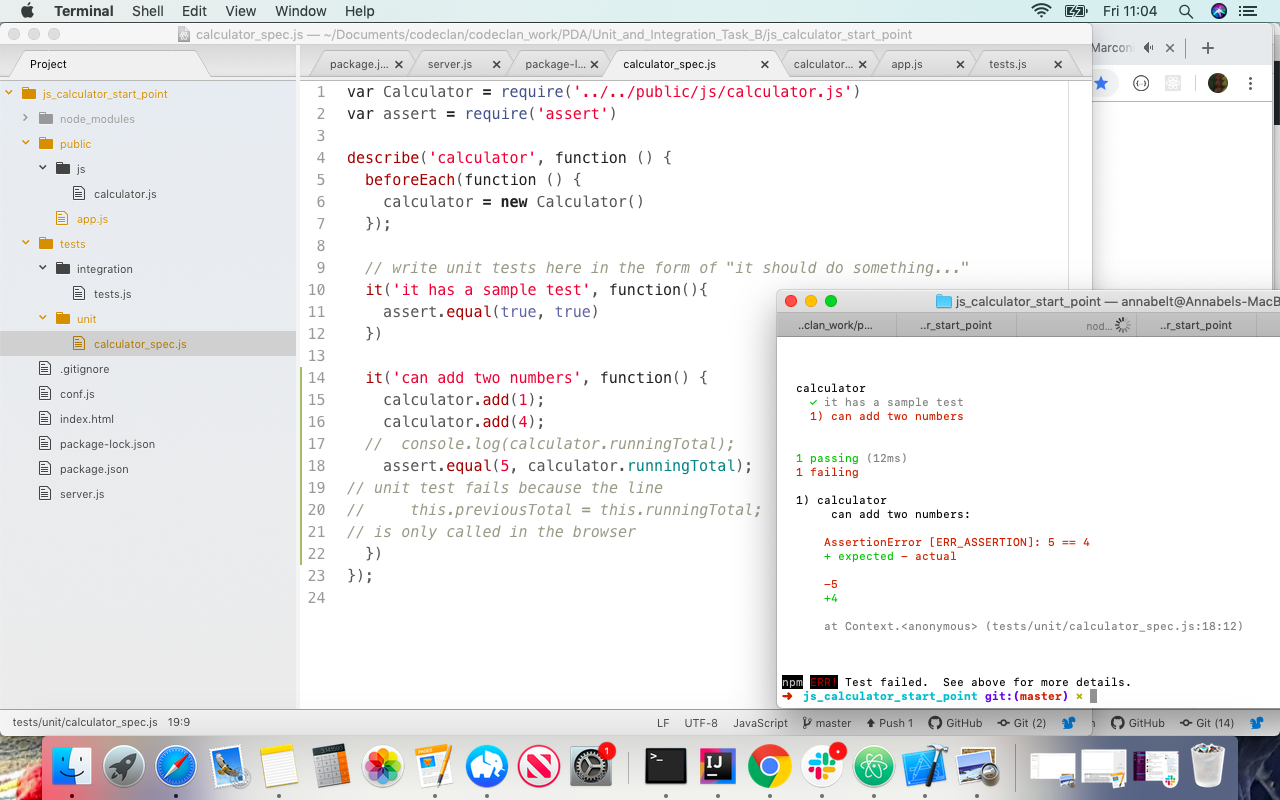 Terminal Shell Edit View Window Help Fri 11:04
calculator_spec.js — ~/Documents/codeclan/codeclan_work/PDA/Unit_and_Integration_Task_B/js_calculator_start_point
Marconi
Project
package.j... server.js package-l... calculator_spec.js calculator... app.js tests.js
js_calculator_start_point
node_modules
public
js
calculator.js
app.js
tests
integration
tests.js
unit
calculator_spec.js
.gitignore
conf.js
index.html
package-lock.json
package.json
server.js
1 var Calculator = require('../../public/js/calculator.js')
2 var assert = require('assert')
3
4 describe('calculator', function () {
5 beforeEach(function () {
6 calculator = new Calculator()
7 });
8
9 // write unit tests here in the form of "it should do something..."
10 it('it has a sample test', function(){
11 assert.equal(true, true)
12 })
13
14 it('can add two numbers', function() {
15 calculator.add(1);
16 calculator.add(4);
17 // console.log(calculator.runningTotal);
18 assert.equal(5, calculator.runningTotal);
19 // unit test fails because the line
20 // this.previousTotal = this.runningTotal;
21 // is only called in the browser
22 })
23 });
24
js_calculator_start_point — annabelt@Annabels-MacB
..clan_work/p... ..r_start_point nod... ..r_start_point
calculator
✓ it has a sample test
1) can add two numbers
1 passing (12ms)
1 failing
1) calculator
can add two numbers:
AssertionError [ERR_ASSERTION]: 5 == 4
+ expected - actual
-5
+4
at Context.<anonymous> (tests/unit/calculator_spec.js:18:12)
npm ERR! Test failed. See above for more details.
➜ js_calculator_start_point git:(master) ×
tests/unit/calculator_spec.js 19:9 LF UTF-8 JavaScript master Push 1 GitHub Git (2) GitHub Git (14)
1
>_
IJ